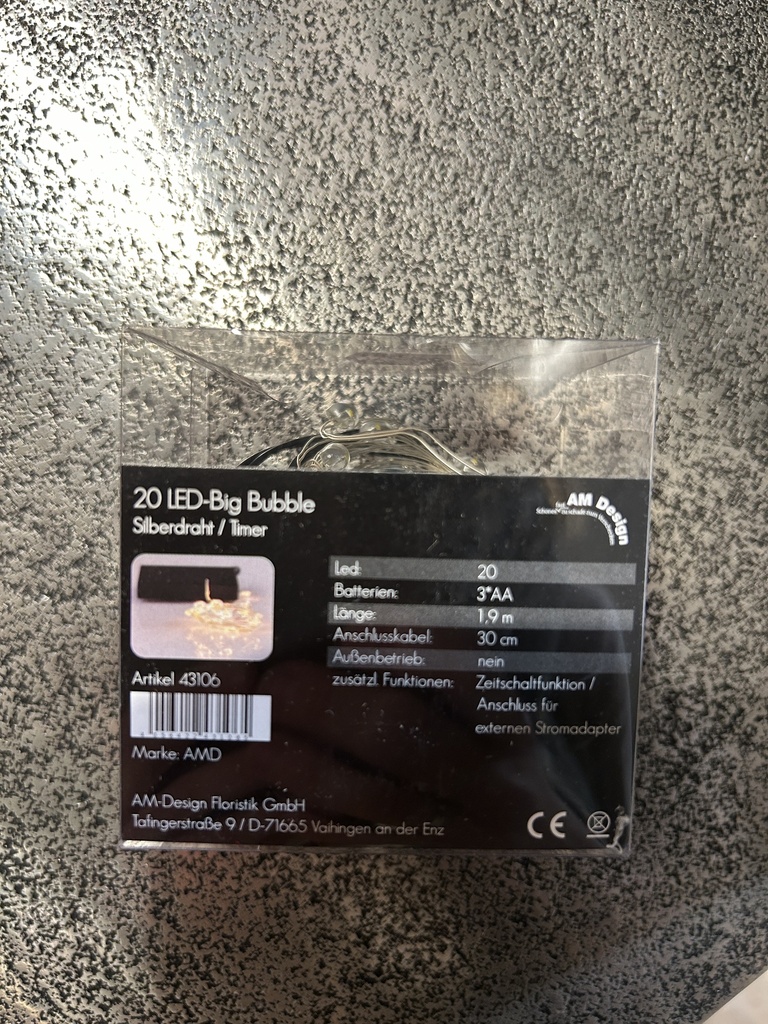 20 LED-Big Bubble
Silberdraht / Timer
AM Design
Led: 20
Batterien: 3*AA
Länge: 1,9 m
Anschlusskabel: 30 cm
Außenbetrieb: nein
zusätzl. Funktionen: Zeitschaltfunktion /
Anschluss für
externen Stromadapter
Artikel 43106
Marke: AMD
AM-Design Floristik GmbH
Tafingerstraße 9 / D-71665 Vaihingen an der Enz
CE